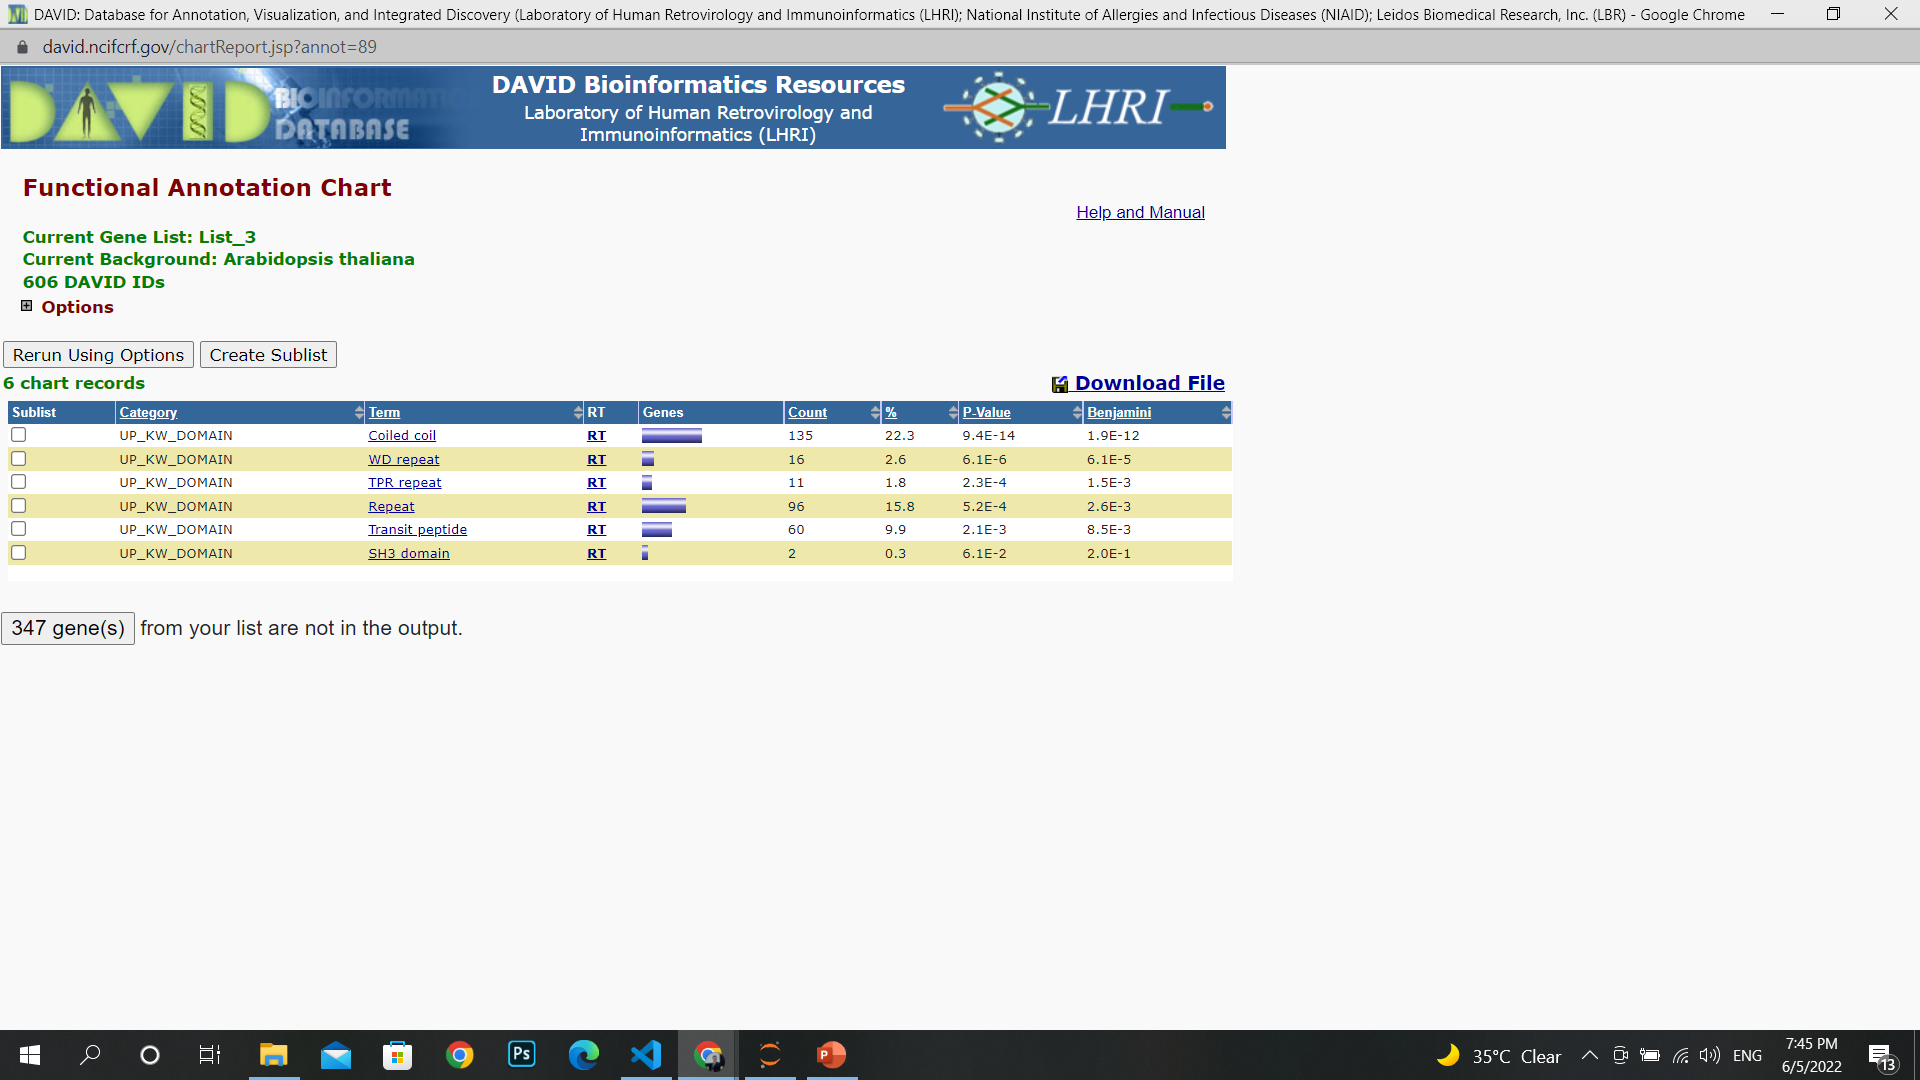 DAVID: Database for Annotation, Visualization, and Integrated Discovery (Laboratory of Human Retrovirology and Immunoinformatics (LHRI); National Institute of Allergies and Infectious Diseases (NIAID); Leidos Biomedical Research, Inc. (LBR) - Google Chrome
david.ncifcrf.gov/chartReport.jsp?annot=89
DAVID BIOINFORMATICS DATABASE
DAVID Bioinformatics Resources
Laboratory of Human Retrovirology and
Immunoinformatics (LHRI)
LHRI
Functional Annotation Chart
Help and Manual
Current Gene List: List_3
Current Background: Arabidopsis thaliana
606 DAVID IDs
Options
Rerun Using Options Create Sublist
6 chart records Download File
Sublist Category Term RT Genes Count % P-Value Benjamini
UP_KW_DOMAIN Coiled coil RT 135 22.3 9.4E-14 1.9E-12
UP_KW_DOMAIN WD repeat RT 16 2.6 6.1E-6 6.1E-5
UP_KW_DOMAIN TPR repeat RT 11 1.8 2.3E-4 1.5E-3
UP_KW_DOMAIN Repeat RT 96 15.8 5.2E-4 2.6E-3
UP_KW_DOMAIN Transit peptide RT 60 9.9 2.1E-3 8.5E-3
UP_KW_DOMAIN SH3 domain RT 2 0.3 6.1E-2 2.0E-1
347 gene(s) from your list are not in the output.
Ps
P
35°C Clear
ENG
7:45 PM
6/5/2022
13